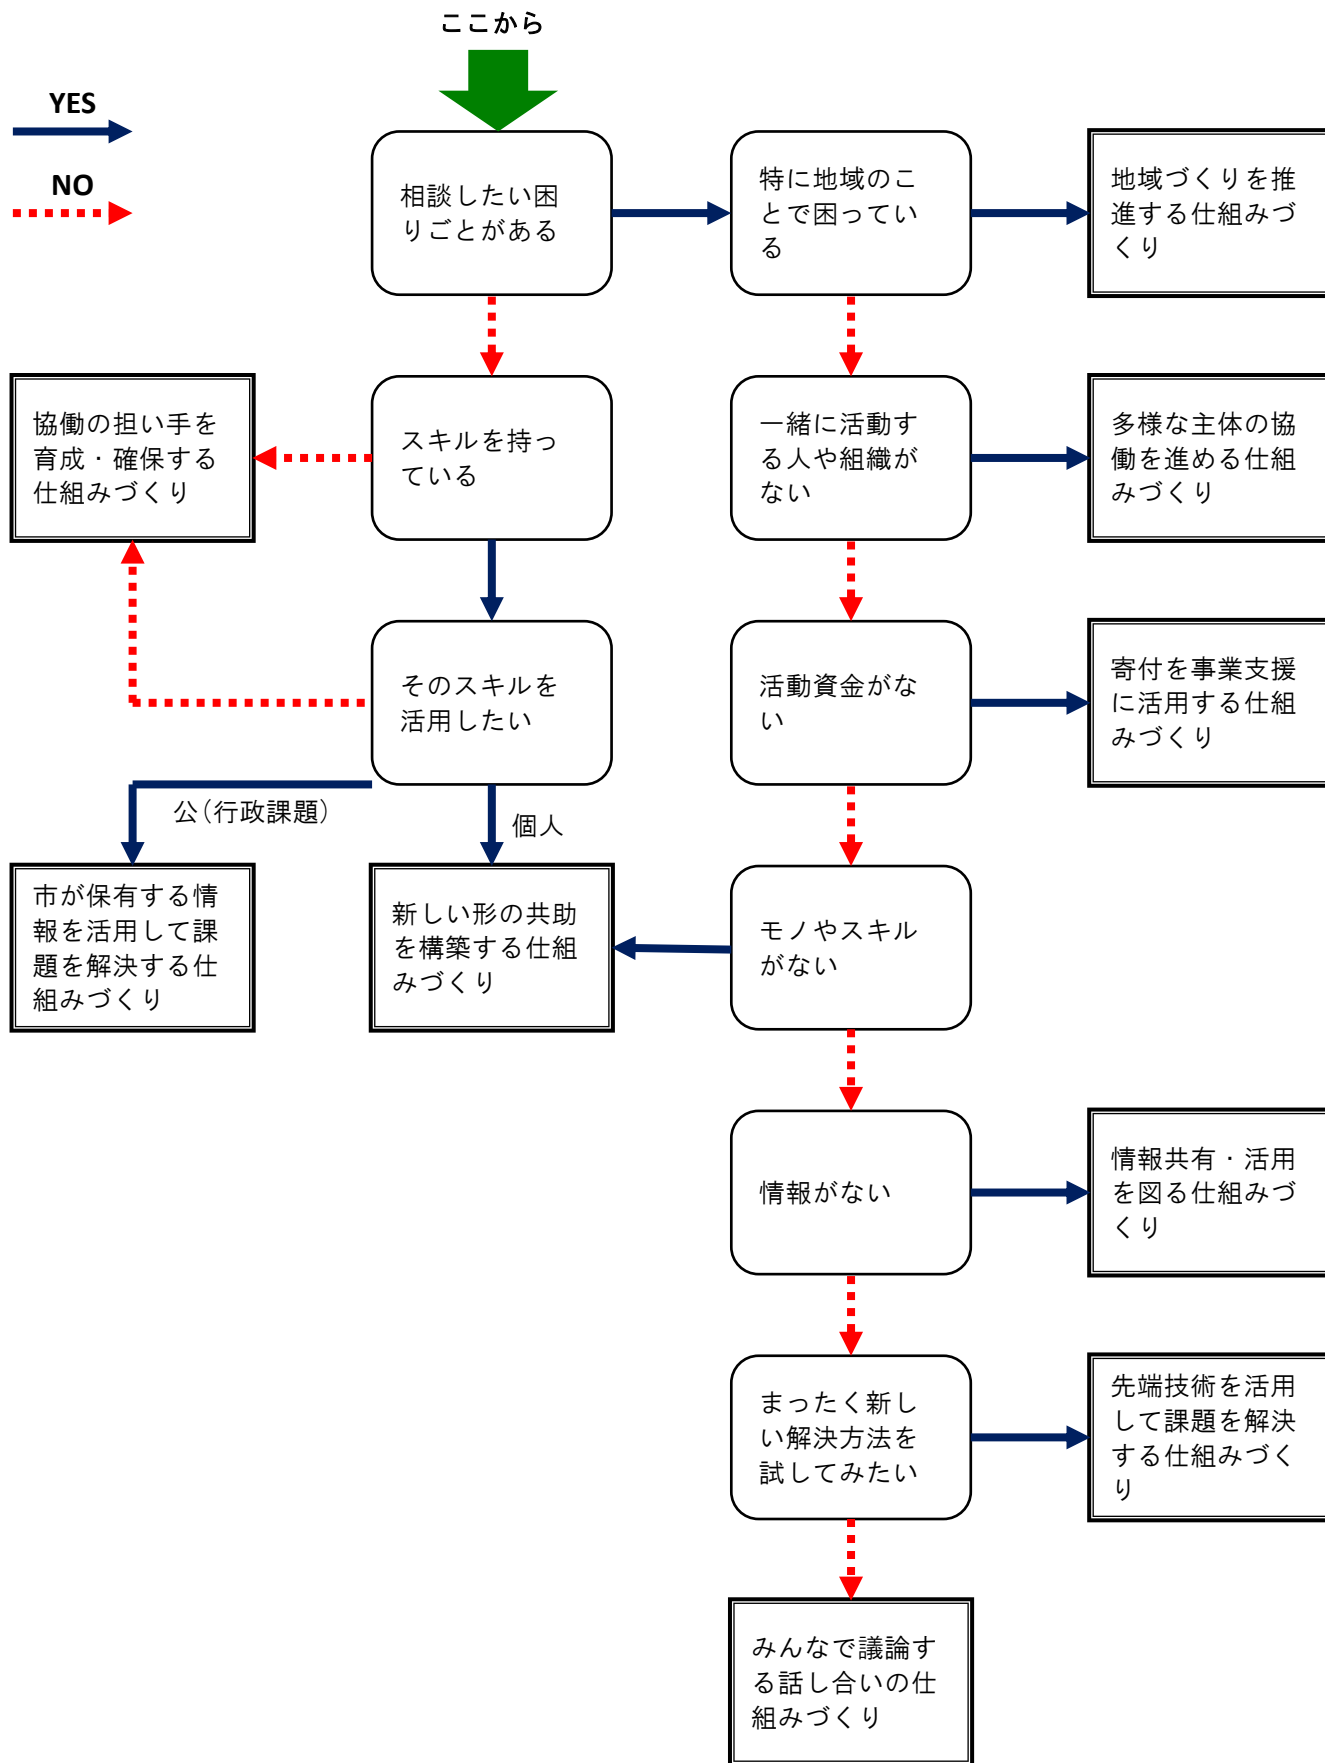 ここから
YES
NO
相談したい困
りごとがある
特に地域のこ
とで困ってい
る
地域づくりを推
進する仕組みづ
くり
協働の担い手を
育成・確保する
仕組みづくり
スキルを持っ
ている
一緒に活動す
る人や組織が
ない
多様な主体の協
働を進める仕組
みづくり
そのスキルを
活用したい
活動資金がな
い
寄付を事業支援
に活用する仕組
みづくり
公(行政課題)
個人
市が保有する情
報を活用して課
題を解決する仕
組みづくり
新しい形の共助
を構築する仕組
みづくり
モノやスキル
がない
情報がない
情報共有・活用
を図る仕組みづ
くり
まったく新し
い解決方法を
試してみたい
先端技術を活用
して課題を解決
する仕組みづく
り
みんなで議論す
る話し合いの仕
組みづくり